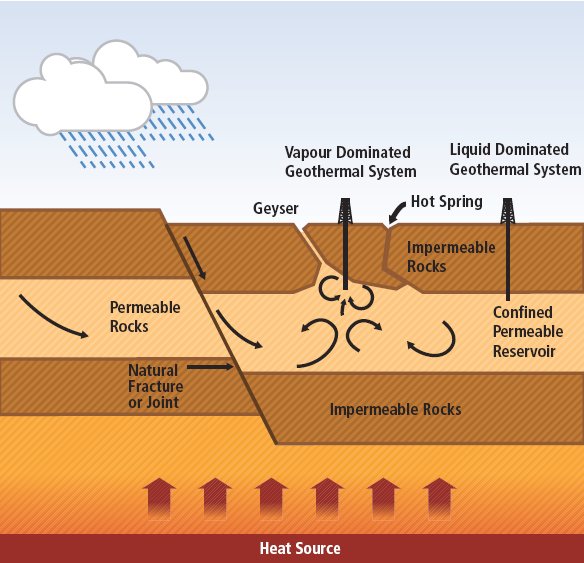 Vapour Dominated
Geothermal System
Liquid Dominated
Geothermal System
Geyser
Hot Spring
Impermeable
Rocks
Permeable
Rocks
Confined
Permeable
Reservoir
Natural
Fracture
or Joint
Impermeable Rocks
Heat Source